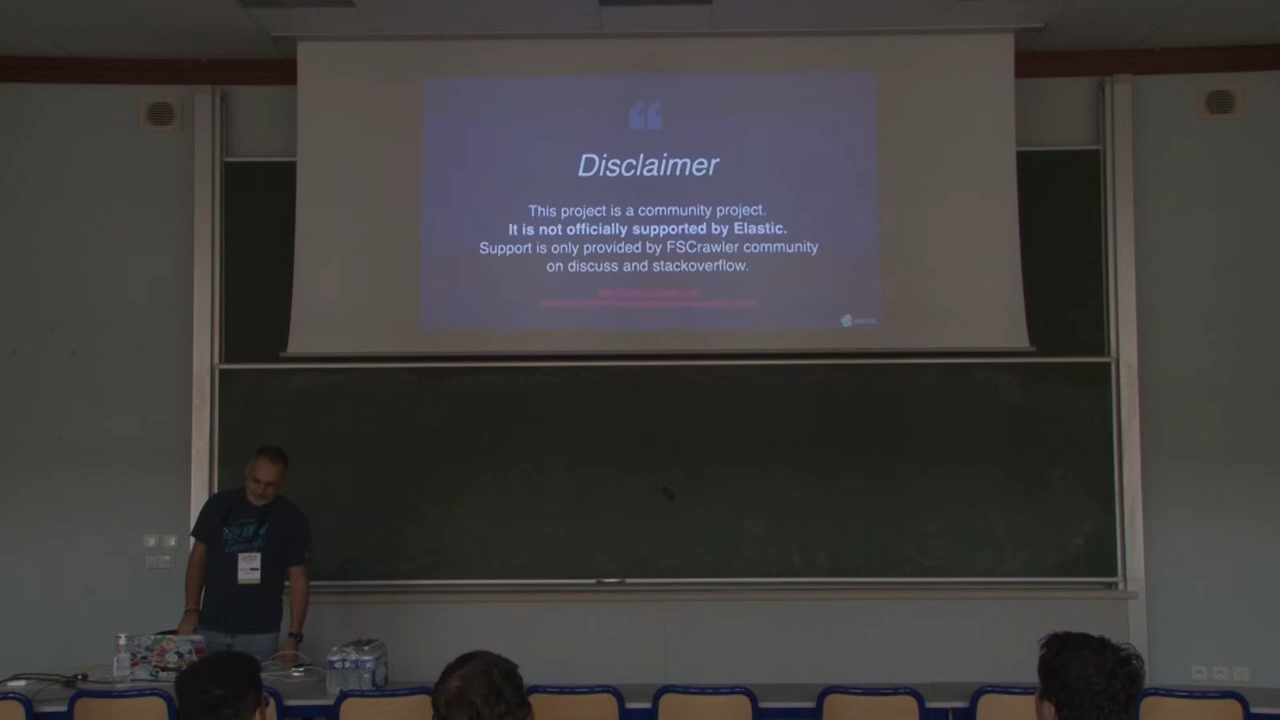 Disclaimer
This project is a community project.
It is not officially supported by Elastic.
Support is only provided by FSCrawler community
on discuss and stackoverflow.
elastic